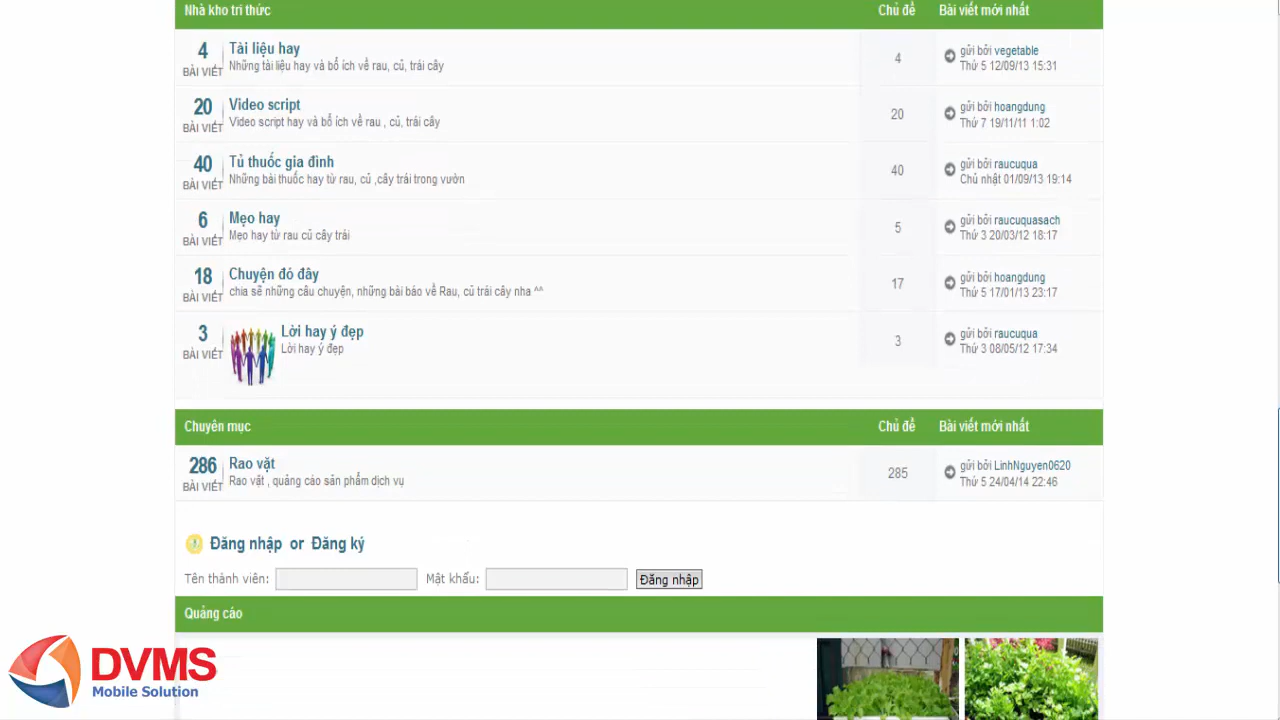 Nhà kho tri thức Chủ đề Bài viết mới nhất
4 Tài liệu hay
BÀI VIẾT Những tài liệu hay và bổ ích về rau, củ, trái cây
4
gửi bởi vegetable
Thứ 5 12/09/13 15:31
20 Video script
BÀI VIẾT Video script hay và bổ ích về rau , củ, trái cây
20
gửi bởi hoangdung
Thứ 7 19/11/11 1:02
40 Tủ thuốc gia đình
BÀI VIẾT Những bài thuốc hay từ rau, củ ,cây trái trong vườn
40
gửi bởi raucuqua
Chủ nhật 01/09/13 19:14
6 Mẹo hay
BÀI VIẾT Mẹo hay từ rau củ cây trái
5
gửi bởi raucuquasach
Thứ 3 20/03/12 18:17
18 Chuyện đó đây
BÀI VIẾT chia sẽ những câu chuyện, những bài báo về Rau, củ trái cây nha ^^
17
gửi bởi hoangdung
Thứ 5 17/01/13 23:17
3 Lời hay ý đẹp
BÀI VIẾT Lời hay ý đẹp
3
gửi bởi raucuqua
Thứ 3 08/05/12 17:34
Chuyên mục Chủ đề Bài viết mới nhất
286 Rao vặt
BÀI VIẾT Rao vặt , quảng cáo sản phẩm dịch vụ
285
gửi bởi LinhNguyen0620
Thứ 5 24/04/14 22:46
Đăng nhập or Đăng ký
Tên thành viên: Mật khẩu: Đăng nhập
Quảng cáo
DVMS
Mobile Solution